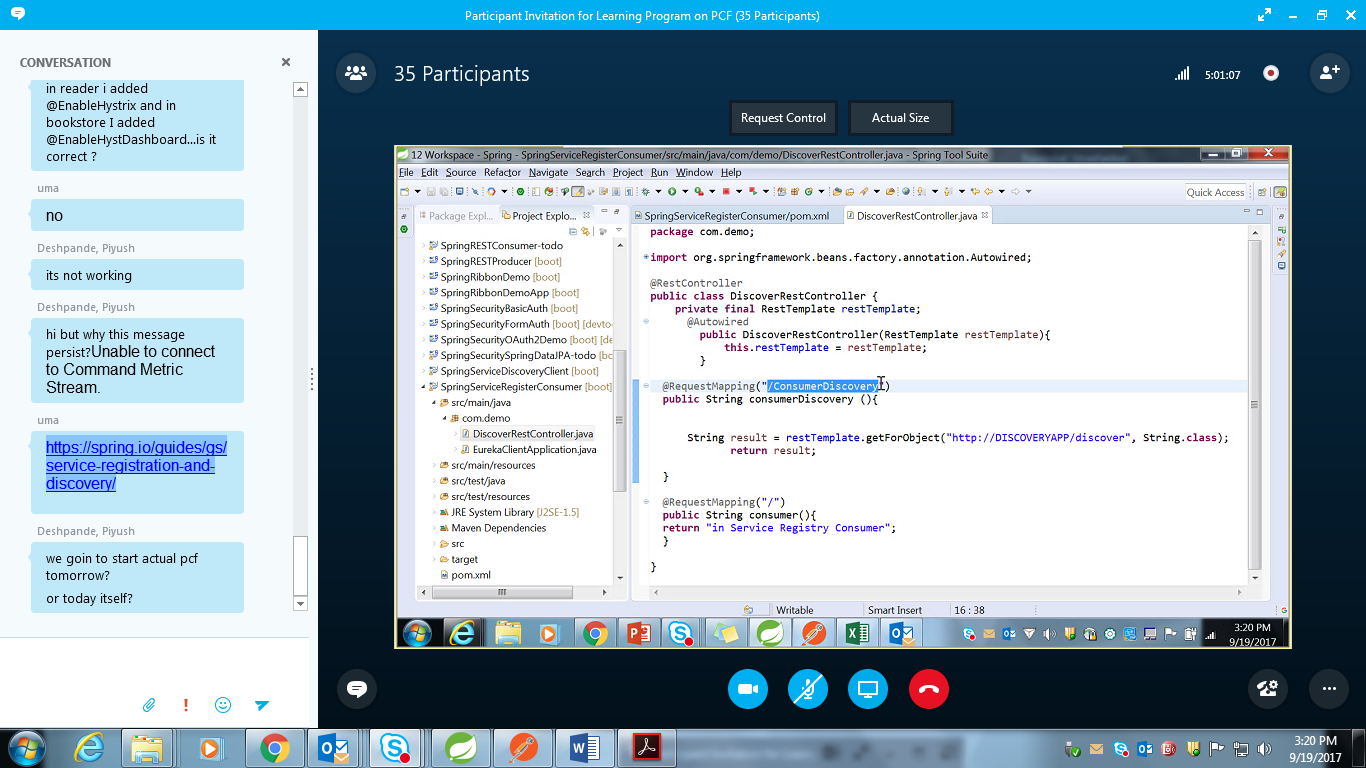 Participant Invitation for Learning Program on PCF (35 Participants)
CONVERSATION
in reader i added
@EnableHystrix and in
bookstore I added
@EnableHystDashboard...is it
correct ?
uma
no
Deshpande, Piyush
its not working
Deshpande, Piyush
hi but why this message
persist?Unable to connect
to Command Metric
Stream.
uma
https://spring.io/guides/gs/
service-registration-and-
discovery/
Deshpande, Piyush
we goin to start actual pcf
tomorrow?
or today itself?
35 Participants
5:01:07
Request Control
Actual Size
12 Workspace - Spring - SpringServiceRegisterConsumer/src/main/java/com/demo/DiscoverRestController.java - Spring Tool Suite
File Edit Source Refactor Navigate Search Project Run Window Help
Quick Access
Package Expl...
Project Explo...
SpringRESTConsumer-todo
SpringRESTProducer [boot]
SpringRibbonDemo [boot]
SpringRibbonDemoApp [boot]
SpringSecurityBasicAuth [boot]
SpringSecurityFormAuth [boot] [devto
SpringSecurityOAuth2Demo [boot] [de
SpringSecuritySpringDataJPA-todo [bc
SpringServiceDiscoveryClient [boot]
SpringServiceRegisterConsumer [boot]
src/main/java
com.demo
DiscoverRestController.java
EurekaClientApplication.java
src/main/resources
src/test/java
src/test/resources
JRE System Library [J2SE-1.5]
Maven Dependencies
src
target
pom.xml
SpringServiceRegisterConsumer/pom.xml
DiscoverRestController.java
package com.demo;
import org.springframework.beans.factory.annotation.Autowired;
@RestController
public class DiscoverRestController {
private final RestTemplate restTemplate;
@Autowired
public DiscoverRestController(RestTemplate restTemplate){
this.restTemplate = restTemplate;
}
@RequestMapping("/ConsumerDiscovery")
public String consumerDiscovery (){
String result = restTemplate.getForObject("http://DISCOVERYAPP/discover", String.class);
return result;
}
@RequestMapping("/")
public String consumer(){
return "in Service Registry Consumer";
}
}
Writable
Smart Insert
16 : 38
3:20 PM
9/19/2017
3:20 PM
9/19/2017